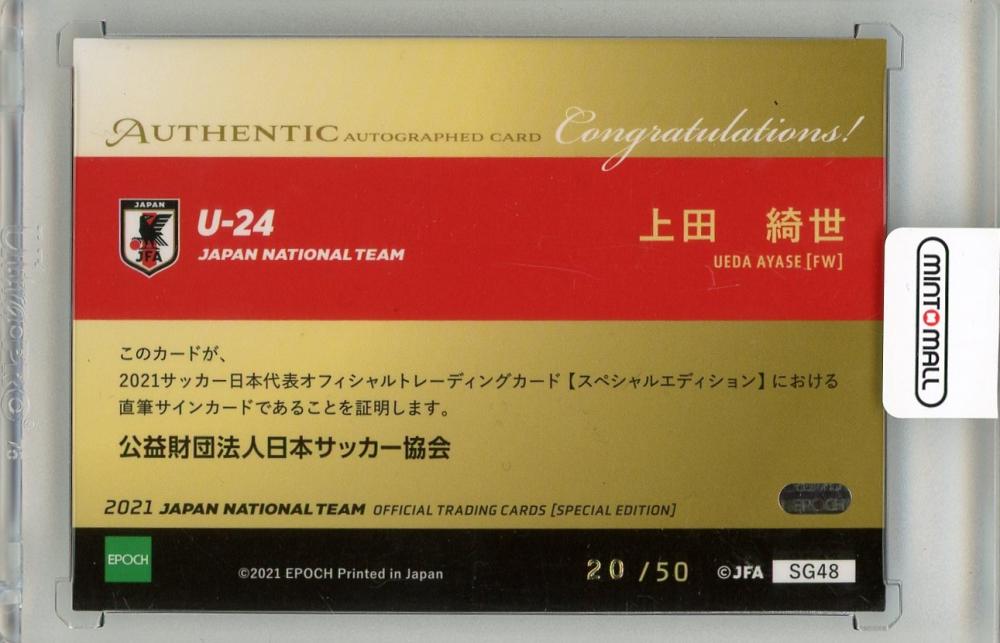 AUTHENTIC AUTOGRAPHED CARD Congratulations!
JAPAN
JFA
U-24
JAPAN NATIONAL TEAM
上田 綺世
UEDA AYASE [FW]
このカードが、
2021サッカー日本代表オフィシャルトレーディングカード【スペシャルエディション】における
直筆サインカードであることを証明します。
公益財団法人日本サッカー協会
2021 JAPAN NATIONAL TEAM OFFICIAL TRADING CARDS [SPECIAL EDITION]
EPOCH
EPOCH
©2021 EPOCH Printed in Japan
20/50
©JFA
SG48
MINT MALL